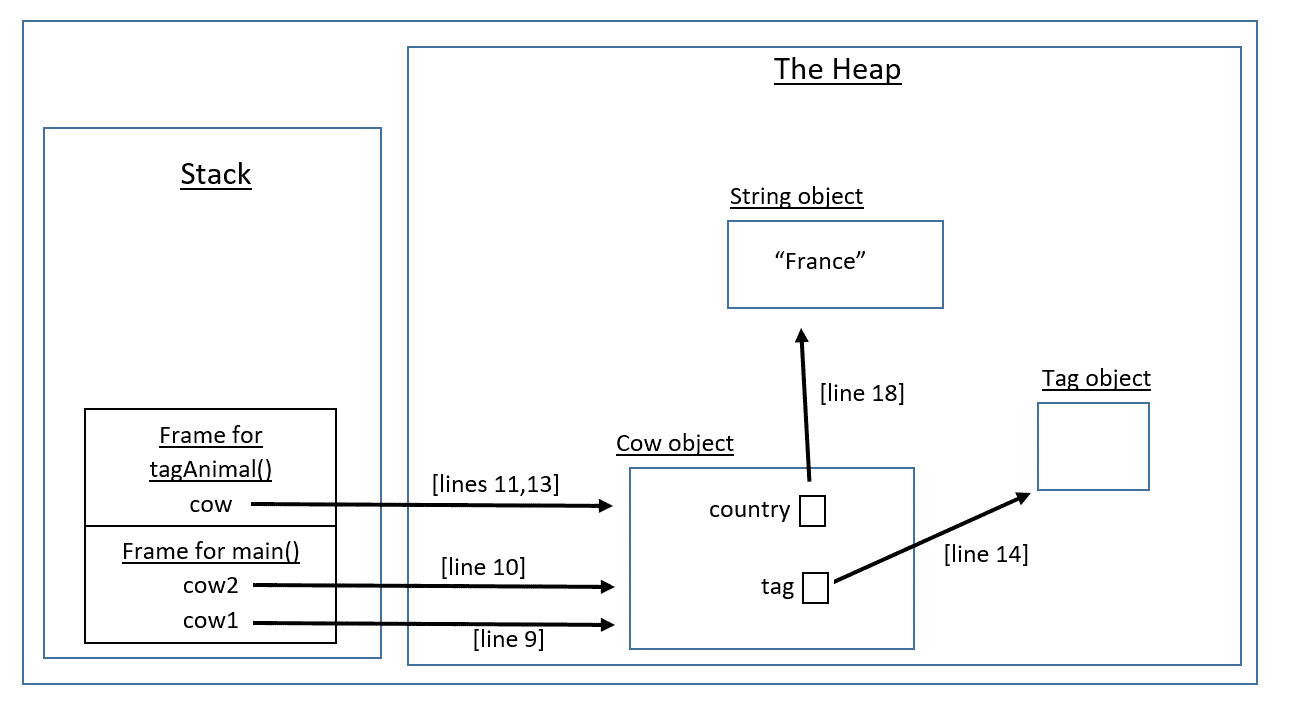 The Heap
Stack
String object
“France”
[line 18]
Tag object
Frame for
tagAnimal()
cow
[lines 11,13]
Cow object
country
[line 14]
Frame for main()
cow2
[line 10]
tag
cow1
[line 9]